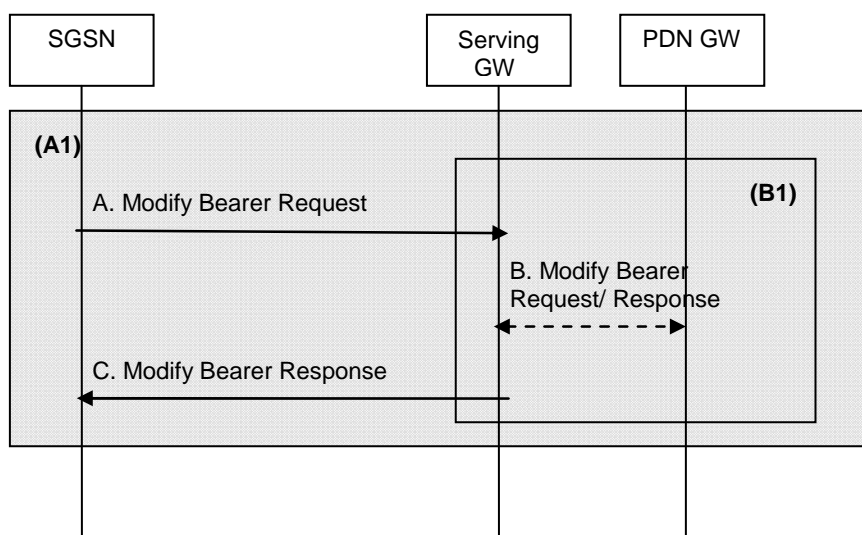 SGSN
Serving
GW
PDN GW
(A1)
(B1)
A. Modify Bearer Request
B. Modify Bearer
Request/ Response
C. Modify Bearer Response